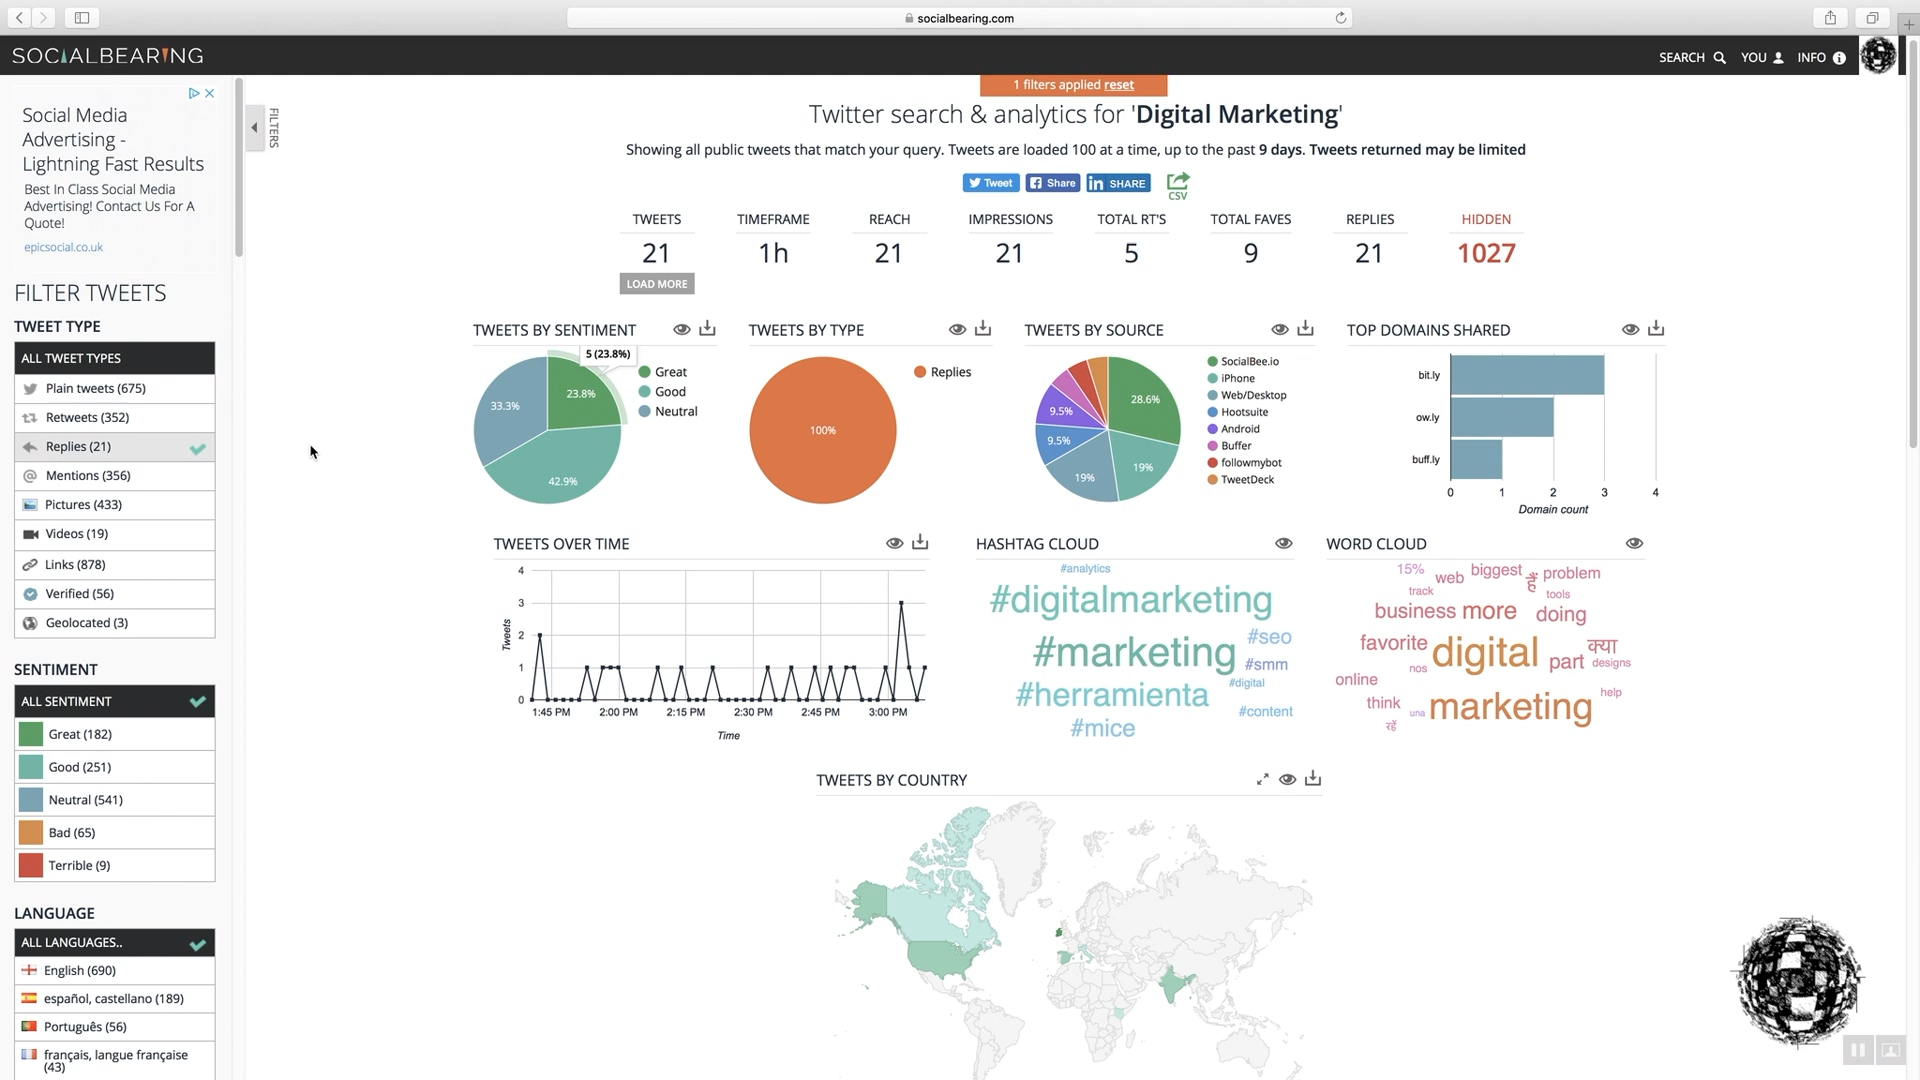 socialbearing.com
SOCIALBEARING
SEARCH
YOU
INFO
Social Media
Advertising -
Lightning Fast Results
Best In Class Social Media
Advertising! Contact Us For A
Quote!
epicsocial.co.uk
FILTERS
1 filters applied reset
Twitter search & analytics for 'Digital Marketing'
Showing all public tweets that match your query. Tweets are loaded 100 at a time, up to the past 9 days. Tweets returned may be limited
Tweet
Share
in SHARE
CSV
TWEETS
21
LOAD MORE
TIMEFRAME
1h
REACH
21
IMPRESSIONS
21
TOTAL RT'S
5
TOTAL FAVES
9
REPLIES
21
HIDDEN
1027
FILTER TWEETS
TWEET TYPE
ALL TWEET TYPES
Plain tweets (675)
Retweets (352)
Replies (21)
Mentions (356)
Pictures (433)
Videos (19)
Links (878)
Verified (56)
Geolocated (3)
SENTIMENT
ALL SENTIMENT
Great (182)
Good (251)
Neutral (541)
Bad (65)
Terrible (9)
LANGUAGE
ALL LANGUAGES..
English (690)
español, castellano (189)
Português (56)
français, langue française
(43)
TWEETS BY SENTIMENT
5 (23.8%)
23.8%
33.3%
42.9%
Great
Good
Neutral
TWEETS BY TYPE
100%
Replies
TWEETS BY SOURCE
28.6%
19%
19%
9.5%
9.5%
SocialBee.io
iPhone
Web/Desktop
Hootsuite
Android
Buffer
followmybot
TweetDeck
TOP DOMAINS SHARED
bit.ly
ow.ly
buff.ly
0 1 2 3 4
Domain count
TWEETS OVER TIME
4
3
2
1
0
Tweets
1:45 PM 2:00 PM 2:15 PM 2:30 PM 2:45 PM 3:00 PM
Time
HASHTAG CLOUD
#analytics
#digitalmarketing
#marketing
#seo
#smm
#digital
#herramienta
#content
#mice
WORD CLOUD
15% web biggest हैं problem
track tools
business more doing
favorite digital क्या
nos part designs
online
think una marketing help
रहें
TWEETS BY COUNTRY